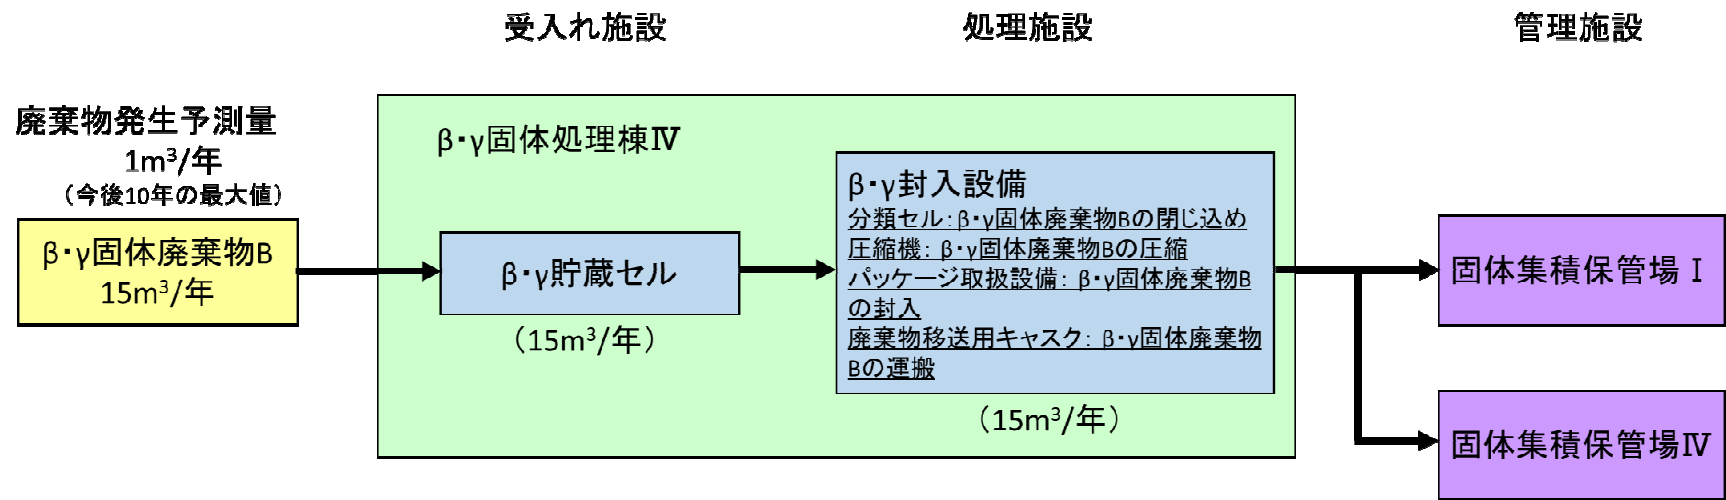 受入れ施設
処理施設
管理施設
廃棄物発生予測量
1m³/年
（今後10年の最大値）
β・γ固体廃棄物B
15m³/年
β・γ固体処理棟Ⅳ
β・γ貯蔵セル
（15m³/年）
β・γ封入設備
分類セル：β・γ固体廃棄物Bの閉じ込め
圧縮機： β・γ固体廃棄物Bの圧縮
パッケージ取扱設備： β・γ固体廃棄物B
の封入
廃棄物移送用キャスク： β・γ固体廃棄物
Bの運搬
（15m³/年）
固体集積保管場Ⅰ
固体集積保管場Ⅳ